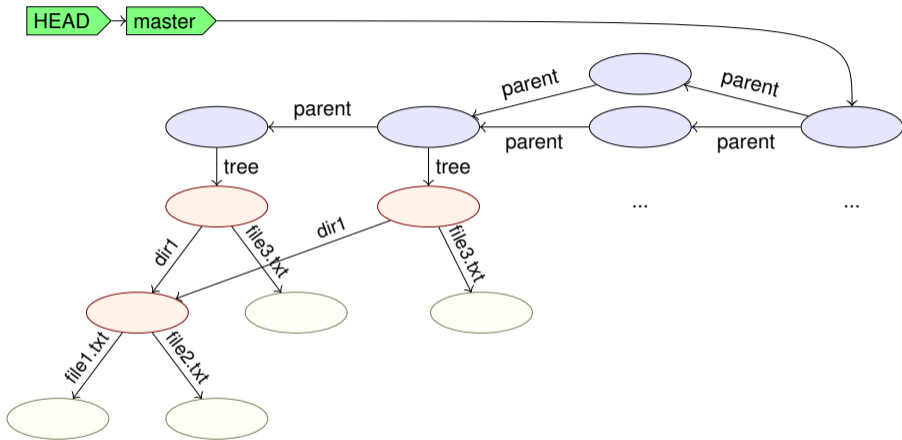 HEAD
master
parent
parent
parent
parent
parent
tree
tree
...
...
dir1
file3.txt
dir1
file3.txt
file1.txt
file2.txt